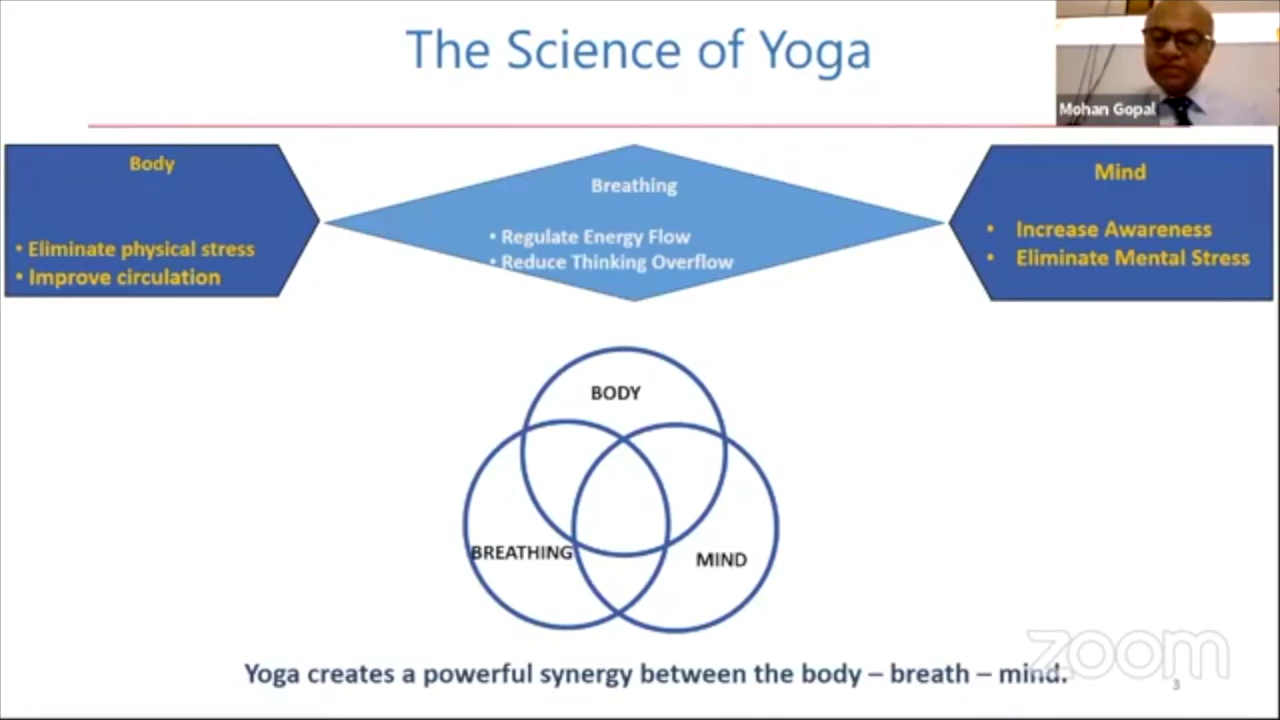 The Science of Yoga
Mohan Gopal
Body
• Eliminate physical stress
• Improve circulation
Breathing
• Regulate Energy Flow
• Reduce Thinking Overflow
Mind
• Increase Awareness
• Eliminate Mental Stress
BODY
BREATHING
MIND
Yoga creates a powerful synergy between the body – breath – mind.
zoom
3